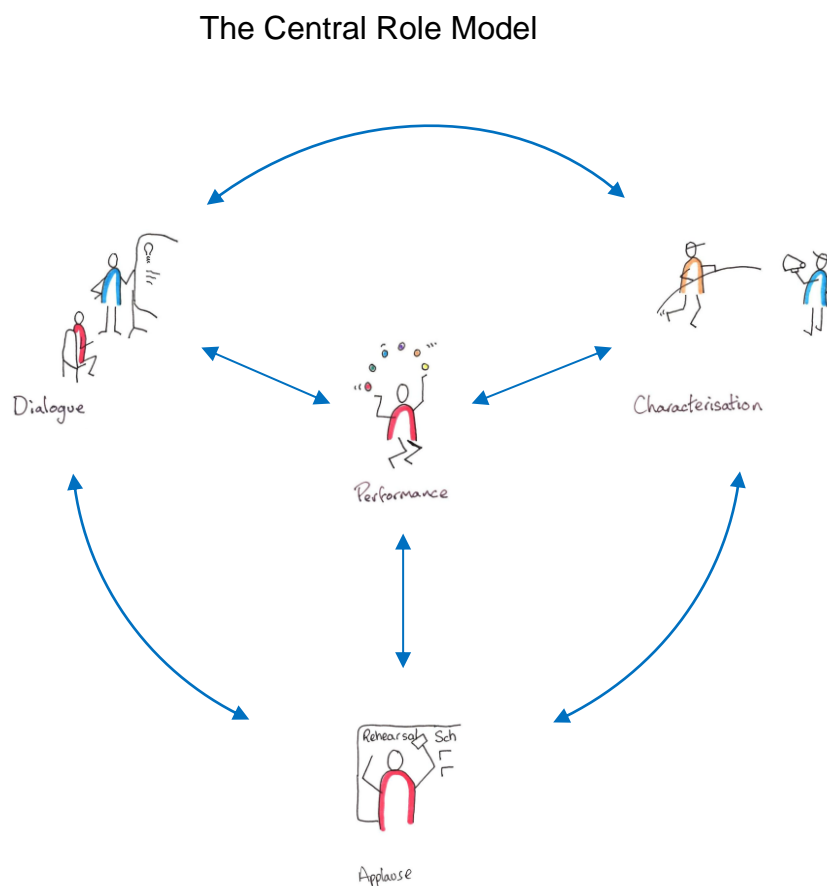 The Central Role Model
Dialogue
Characterisation
Performance
Rehearsal Sch
Applause